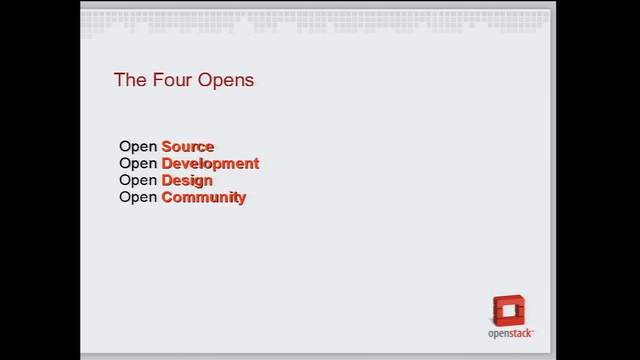 The Four Opens
Open Source
Open Development
Open Design
Open Community
openstack